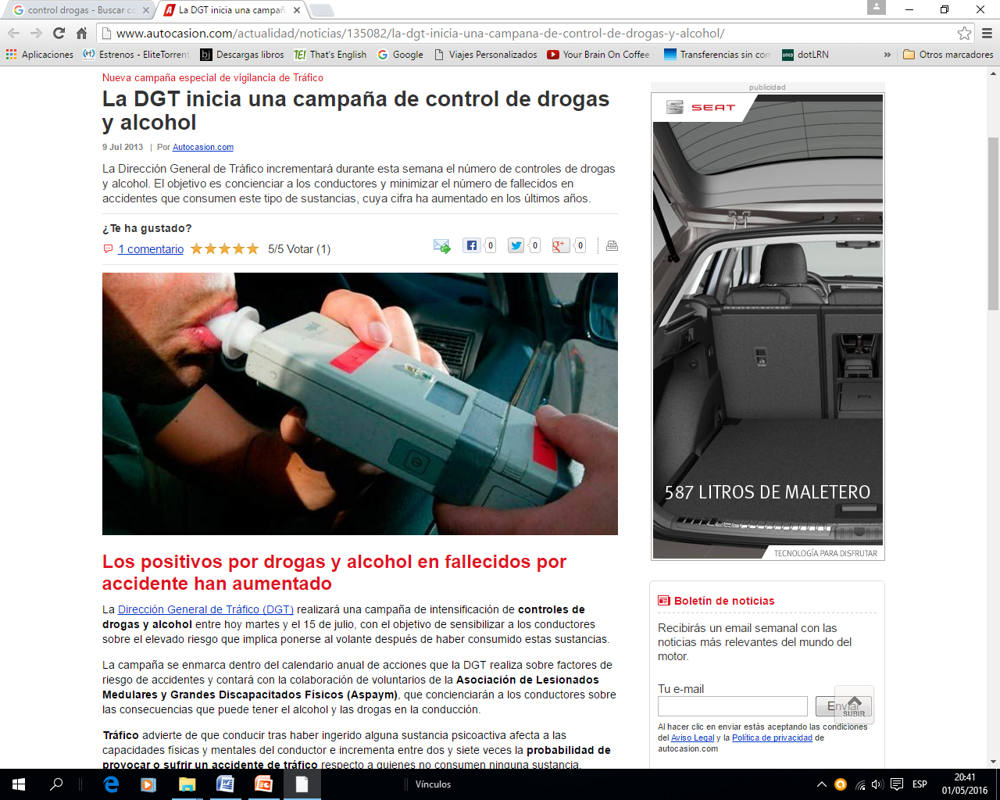 control drogas - Buscar co
La DGT inicia una campañ
www.autocasion.com/actualidad/noticias/135082/la-dgt-inicia-una-campana-de-control-de-drogas-y-alcohol/
Aplicaciones
Estrenos - EliteTorrent
Descargas libros
TE! That's English
Google
Viajes Personalizados
Your Brain On Coffee
Transferencias sin con
uned dotLRN
»
Otros marcadores
Nueva campaña especial de vigilancia de Tráfico
La DGT inicia una campaña de control de drogas
y alcohol
9 Jul 2013 | Por Autocasion.com
La Dirección General de Tráfico incrementará durante esta semana el número de controles de drogas
y alcohol. El objetivo es concienciar a los conductores y minimizar el número de fallecidos en
accidentes que consumen este tipo de sustancias, cuya cifra ha aumentado en los últimos años.
¿Te ha gustado?
1 comentario 5/5 Votar (1)
0 0 0
Los positivos por drogas y alcohol en fallecidos por
accidente han aumentado
La Dirección General de Tráfico (DGT) realizará una campaña de intensificación de controles de
drogas y alcohol entre hoy martes y el 15 de julio, con el objetivo de sensibilizar a los conductores
sobre el elevado riesgo que implica ponerse al volante después de haber consumido estas sustancias.
La campaña se enmarca dentro del calendario anual de acciones que la DGT realiza sobre factores de
riesgo de accidentes y contará con la colaboración de voluntarios de la Asociación de Lesionados
Medulares y Grandes Discapacitados Físicos (Aspaym), que concienciarán a los conductores sobre
las consecuencias que puede tener el alcohol y las drogas en la conducción.
Tráfico advierte de que conducir tras haber ingerido alguna sustancia psicoactiva afecta a las
capacidades físicas y mentales del conductor e incrementa entre dos y siete veces la probabilidad de
provocar o sufrir un accidente de tráfico respecto a quienes no consumen ninguna sustancia.
publicidad
SEAT
587 LITROS DE MALETERO
TECNOLOGÍA PARA DISFRUTAR
Boletín de noticias
Recibirás un email semanal con las
noticias más relevantes del mundo del
motor.
Tu e-mail
Enviar
SUBIR
Al hacer clic en enviar estás aceptando las condiciones
del Aviso Legal y la Política de privacidad de
autocasion.com
Vínculos
ESP
20:41
01/05/2016